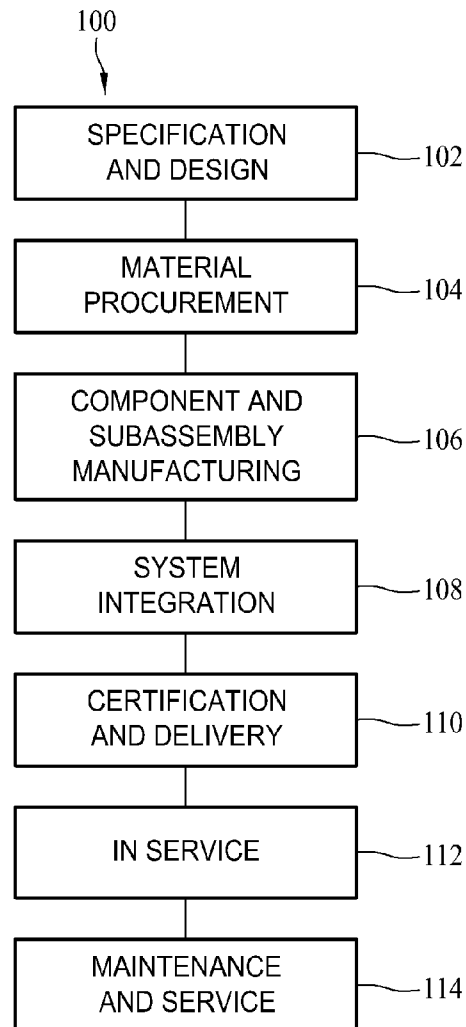 100
SPECIFICATION
AND DESIGN
102
MATERIAL
PROCUREMENT
104
COMPONENT AND
SUBASSEMBLY
MANUFACTURING
106
SYSTEM
INTEGRATION
108
CERTIFICATION
AND DELIVERY
110
IN SERVICE
112
MAINTENANCE
AND SERVICE
114